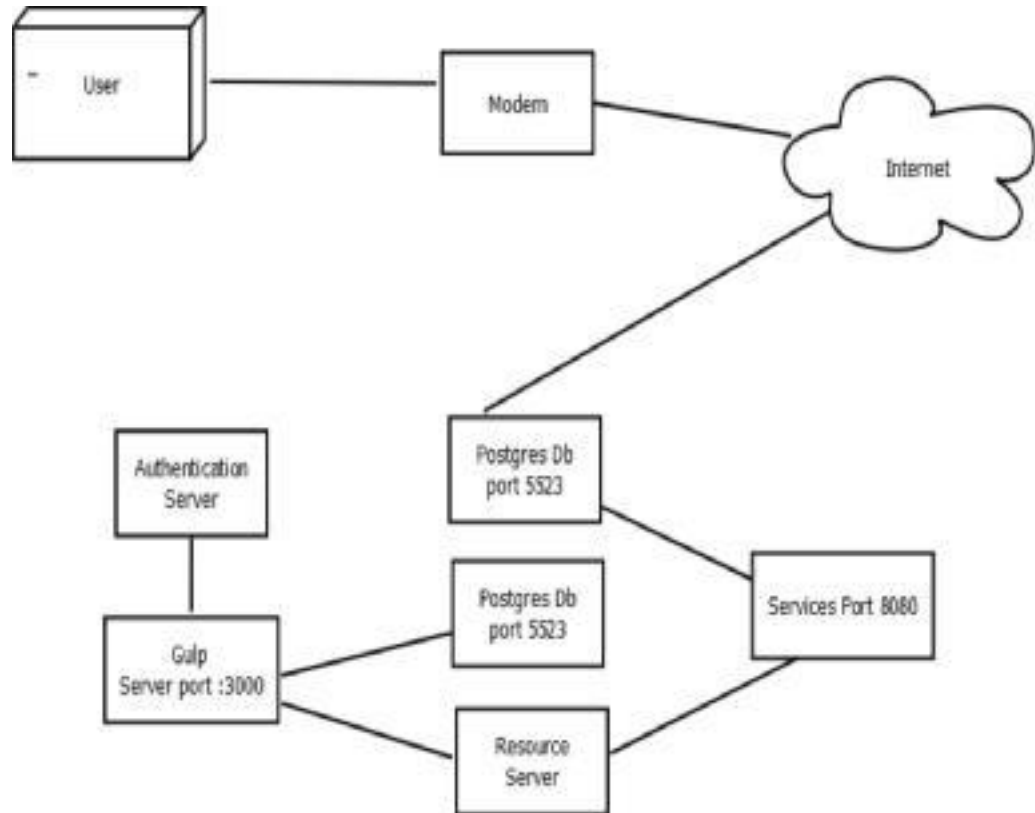 User
Modem
Internet
Postgres Db
port 5523
Authentication
Server
Postgres Db
port 5523
Services Port 8080
Gulp
Server port :3000
Resource
Server